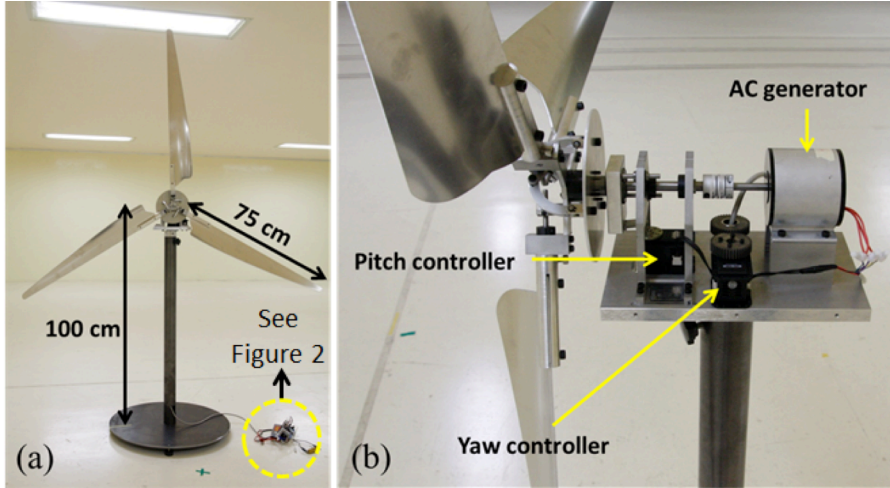 75 cm
100 cm
See
Figure 2
(a)
AC generator
Pitch controller
Yaw controller
(b)